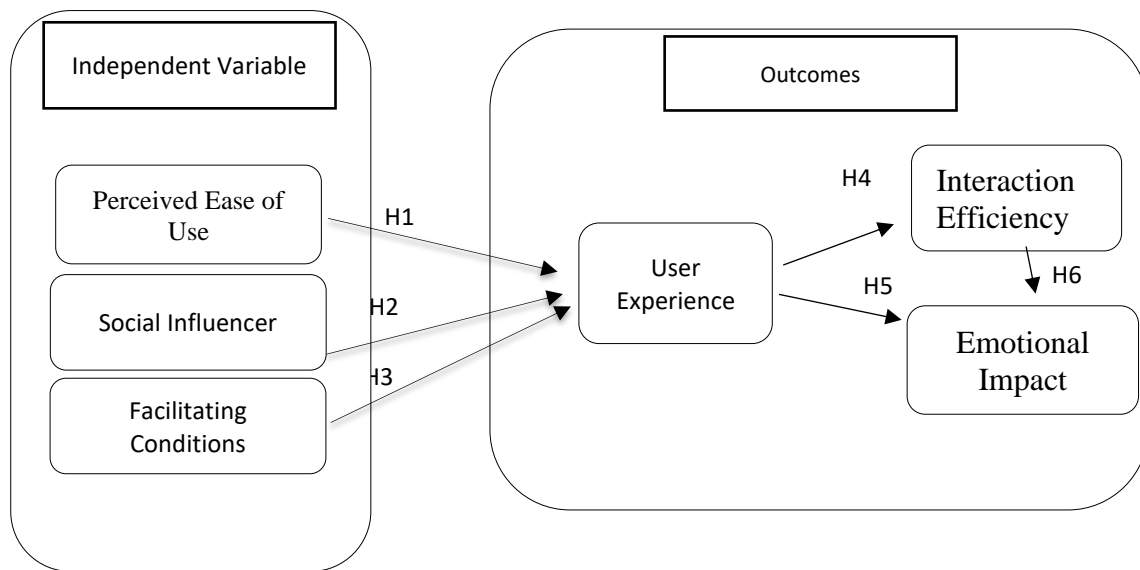 Independent Variable
Perceived Ease of
Use
Social Influencer
Facilitating
Conditions
H1
H2
H3
Outcomes
User
Experience
H4
H5
Interaction
Efficiency
H6
Emotional
Impact